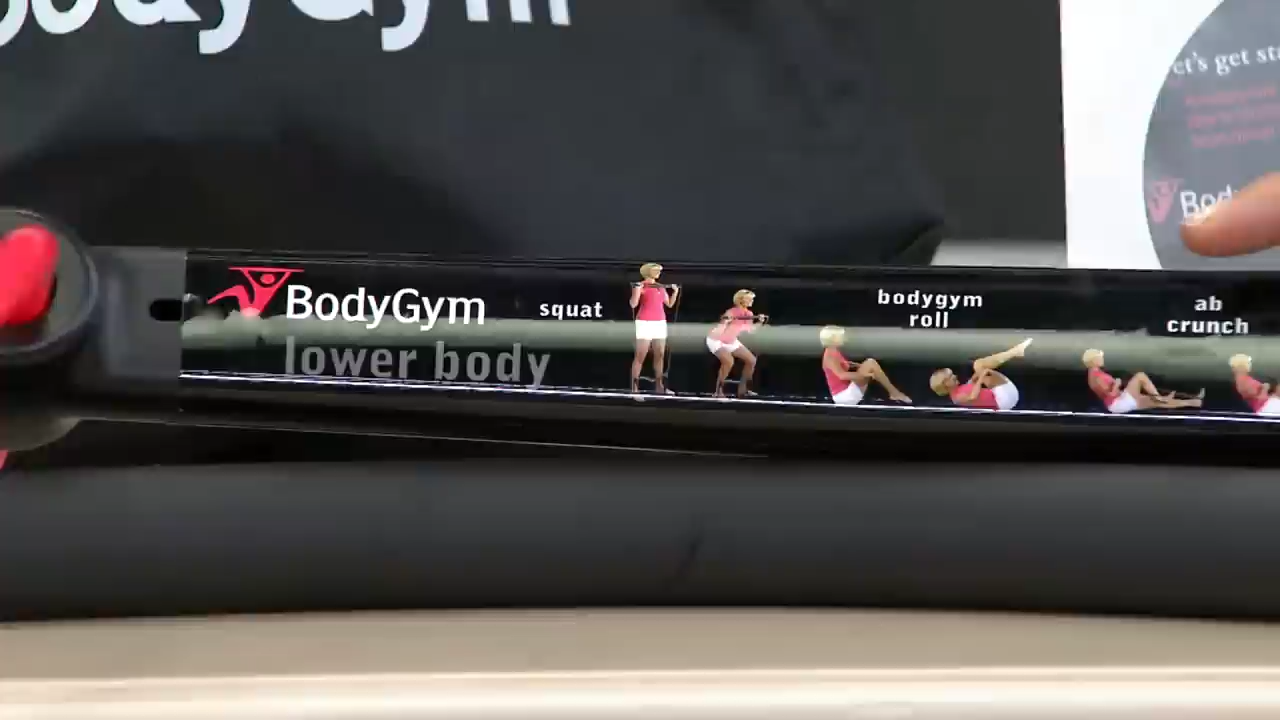 BodyGym
et's get sta
Bod
BodyGym
lower body
squat
bodygym
roll
ab
crunch